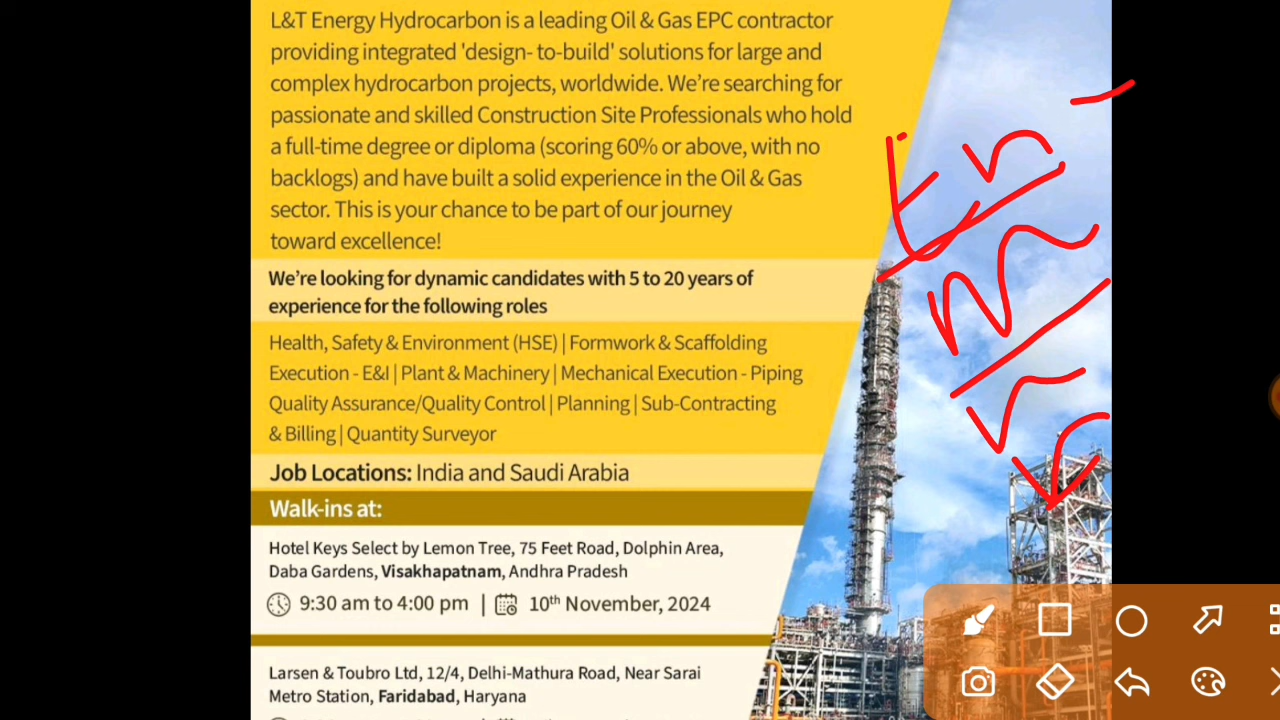 L&T Energy Hydrocarbon is a leading Oil & Gas EPC contractor
providing integrated 'design- to-build' solutions for large and
complex hydrocarbon projects, worldwide. We're searching for
passionate and skilled Construction Site Professionals who hold
a full-time degree or diploma (scoring 60% or above, with no
backlogs) and have built a solid experience in the Oil & Gas
sector. This is your chance to be part of our journey
toward excellence!
We're looking for dynamic candidates with 5 to 20 years of
experience for the following roles
Health, Safety & Environment (HSE) | Formwork & Scaffolding
Execution - E&I | Plant & Machinery | Mechanical Execution - Piping
Quality Assurance/Quality Control | Planning | Sub-Contracting
& Billing | Quantity Surveyor
Job Locations: India and Saudi Arabia
Walk-ins at:
Hotel Keys Select by Lemon Tree, 75 Feet Road, Dolphin Area,
Daba Gardens, Visakhapatnam, Andhra Pradesh
9:30 am to 4:00 pm | 10th November, 2024
Larsen & Toubro Ltd, 12/4, Delhi-Mathura Road, Near Sarai
Metro Station, Faridabad, Haryana